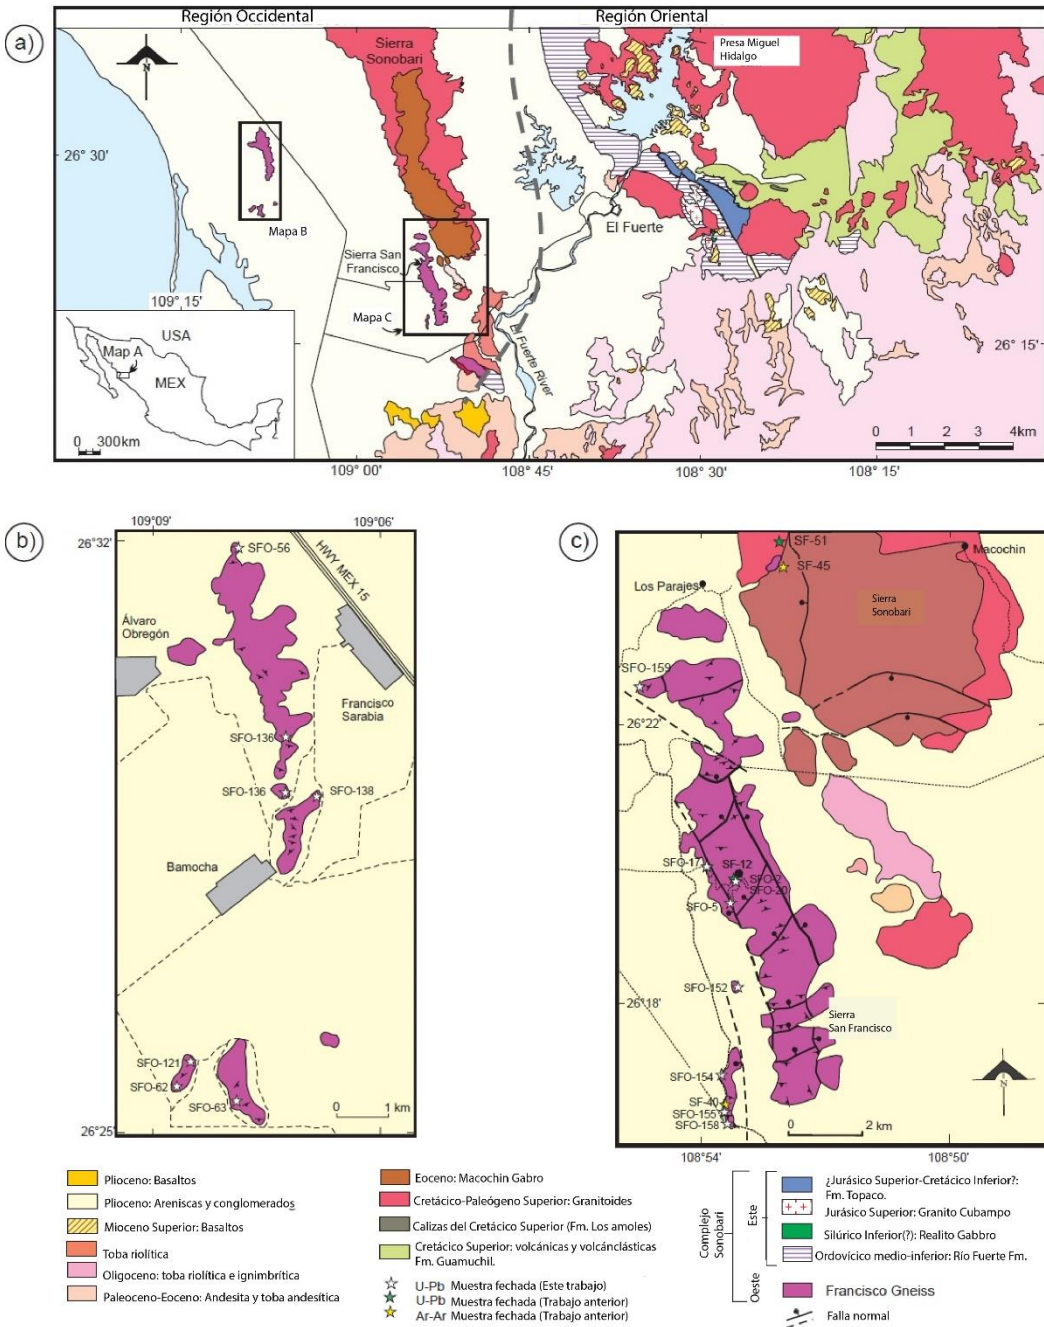 Región Occidental
Región Oriental
a)
N
Sierra
Sonobari
Presa Miguel
Hidalgo
26° 30'
Mapa B
El Fuerte
Sierra San
Francisco
109° 15'
Mapa C
El Fuerte River
26° 15'
USA
Map A
MEX
0 300km
0 1 2 3 4km
109° 00'
108° 45'
108° 30'
108° 15'
b)
109°09'
109°06'
26°32'
SFO-56
HWY MEX 15
Álvaro
Obregón
Francisco
Sarabia
SFO-136
SFO-136
SFO-138
Bamocha
SFO-121
SFO-62
SFO-63
0 1 km
26°25'
c)
SF-51
Macochin
SF-45
Los Parajes
Sierra
Sonobari
SFO-159
26°22'
SFO-17
SF-12
SFO-2
SFO-20
SFO-5
SFO-152
26°18'
Sierra
San Francisco
SFO-154
SF-40
SFO-155
SFO-158
N
0 2 km
108°54'
108°50'
Plioceno: Basaltos
Plioceno: Areniscas y conglomerados
Mioceno Superior: Basaltos
Toba riolítica
Oligoceno: toba riolítica e ignimbrítica
Paleoceno-Eoceno: Andesita y toba andesítica
Eoceno: Macochin Gabro
Cretácico-Paleógeno Superior: Granitoides
Calizas del Cretácico Superior (Fm. Los amoles)
Cretácico Superior: volcánicas y volcánclásticas
Fm. Guamuchil.
U-Pb Muestra fechada (Este trabajo)
U-Pb Muestra fechada (Trabajo anterior)
Ar-Ar Muestra fechada (Trabajo anterior)
Complejo
Sonobari
Este
Oeste
¿Jurásico Superior-Cretácico Inferior?:
Fm. Topaco.
Jurásico Superior: Granito Cubampo
Silúrico Inferior(?): Realito Gabbro
Ordovícico medio-inferior: Río Fuerte Fm.
Francisco Gneiss
Falla normal